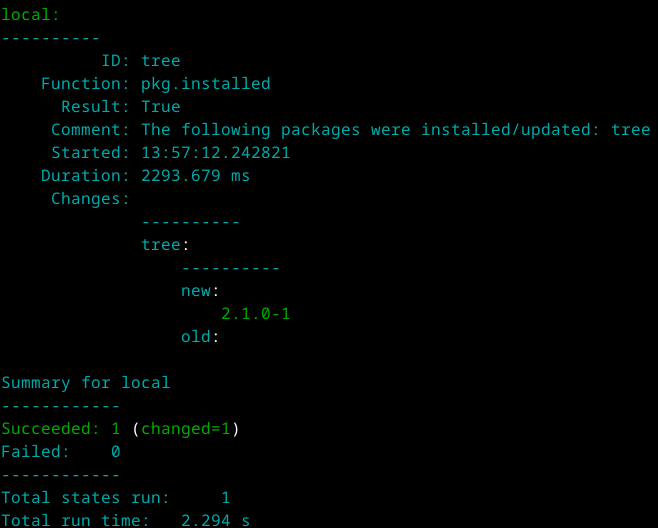 local:
----------
          ID: tree
    Function: pkg.installed
      Result: True
     Comment: The following packages were installed/updated: tree
     Started: 13:57:12.242821
    Duration: 2293.679 ms
     Changes:
              ----------
              tree:
                  ----------
                  new:
                      2.1.0-1
                  old:

Summary for local
------------
Succeeded: 1 (changed=1)
Failed:    0
------------
Total states run:     1
Total run time:   2.294 s